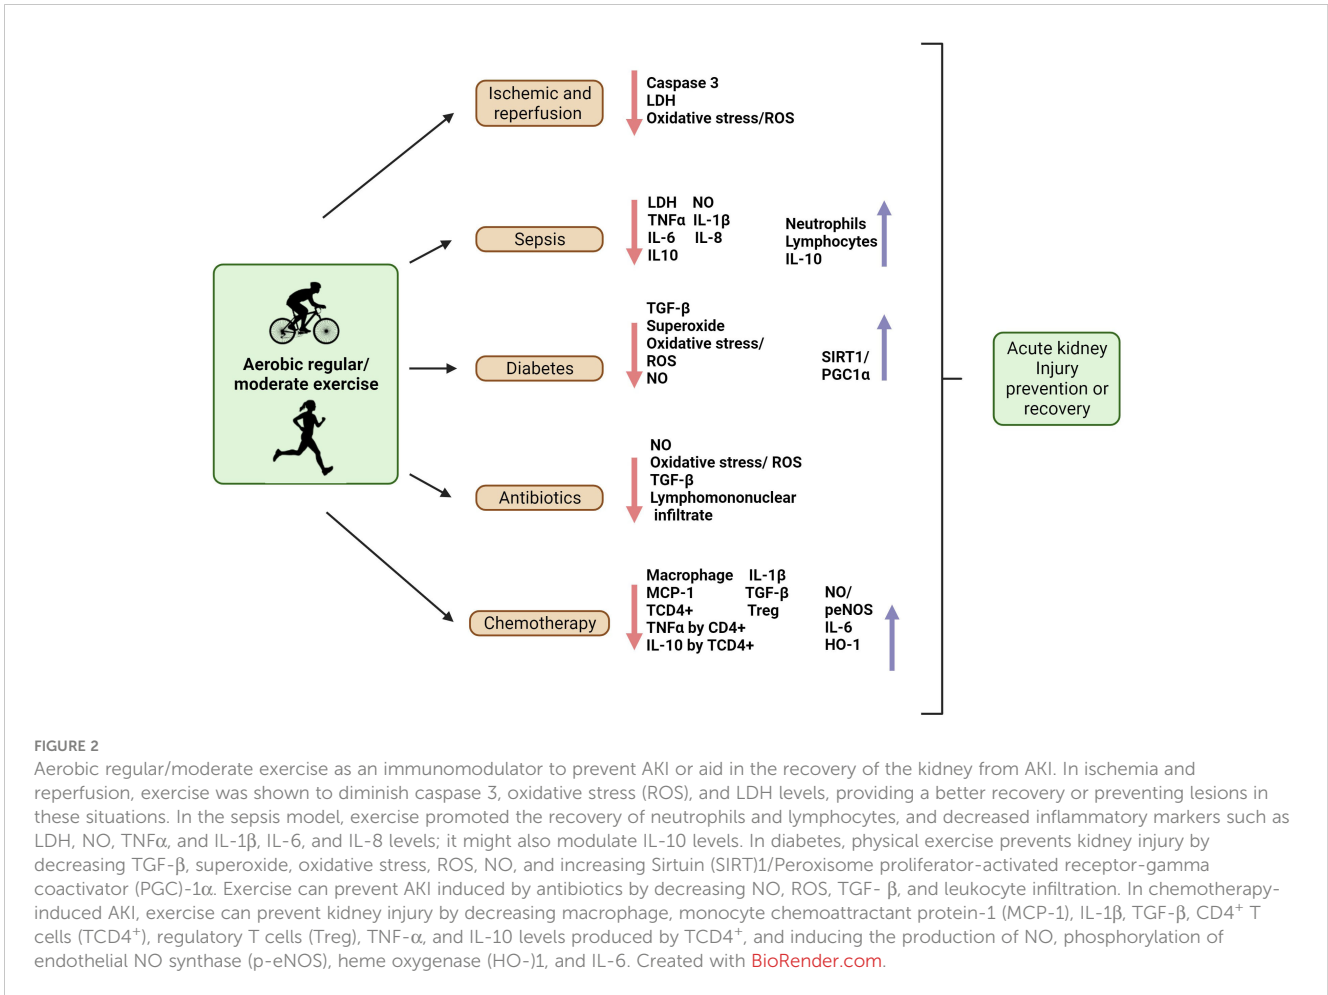 Ischemic and
reperfusion
Caspase 3
LDH
Oxidative stress/ROS
Sepsis
LDH NO
TNFα IL-1β
IL-6 IL-8
IL10
Neutrophils
Lymphocytes
IL-10
Aerobic regular/
moderate exercise
Diabetes
TGF-β
Superoxide
Oxidative stress/
ROS
NO
SIRT1/
PGC1α
Acute kidney
Injury
prevention or
recovery
Antibiotics
NO
Oxidative stress/ ROS
TGF-β
Lymphomononuclear
infiltrate
Chemotherapy
Macrophage IL-1β
MCP-1 TGF-β
TCD4+ Treg
TNFα by CD4+
IL-10 by TCD4+
NO/
peNOS
IL-6
HO-1
FIGURE 2
Aerobic regular/moderate exercise as an immunomodulator to prevent AKI or aid in the recovery of the kidney from AKI. In ischemia and
reperfusion, exercise was shown to diminish caspase 3, oxidative stress (ROS), and LDH levels, providing a better recovery or preventing lesions in
these situations. In the sepsis model, exercise promoted the recovery of neutrophils and lymphocytes, and decreased inflammatory markers such as
LDH, NO, TNFα, and IL-1β, IL-6, and IL-8 levels; it might also modulate IL-10 levels. In diabetes, physical exercise prevents kidney injury by
decreasing TGF-β, superoxide, oxidative stress, ROS, NO, and increasing Sirtuin (SIRT)1/Peroxisome proliferator-activated receptor-gamma
coactivator (PGC)-1α. Exercise can prevent AKI induced by antibiotics by decreasing NO, ROS, TGF- β, and leukocyte infiltration. In chemotherapy-
induced AKI, exercise can prevent kidney injury by decreasing macrophage, monocyte chemoattractant protein-1 (MCP-1), IL-1β, TGF-β, CD4⁺ T
cells (TCD4⁺), regulatory T cells (Treg), TNF-α, and IL-10 levels produced by TCD4⁺, and inducing the production of NO, phosphorylation of
endothelial NO synthase (p-eNOS), heme oxygenase (HO-)1, and IL-6. Created with BioRender.com.